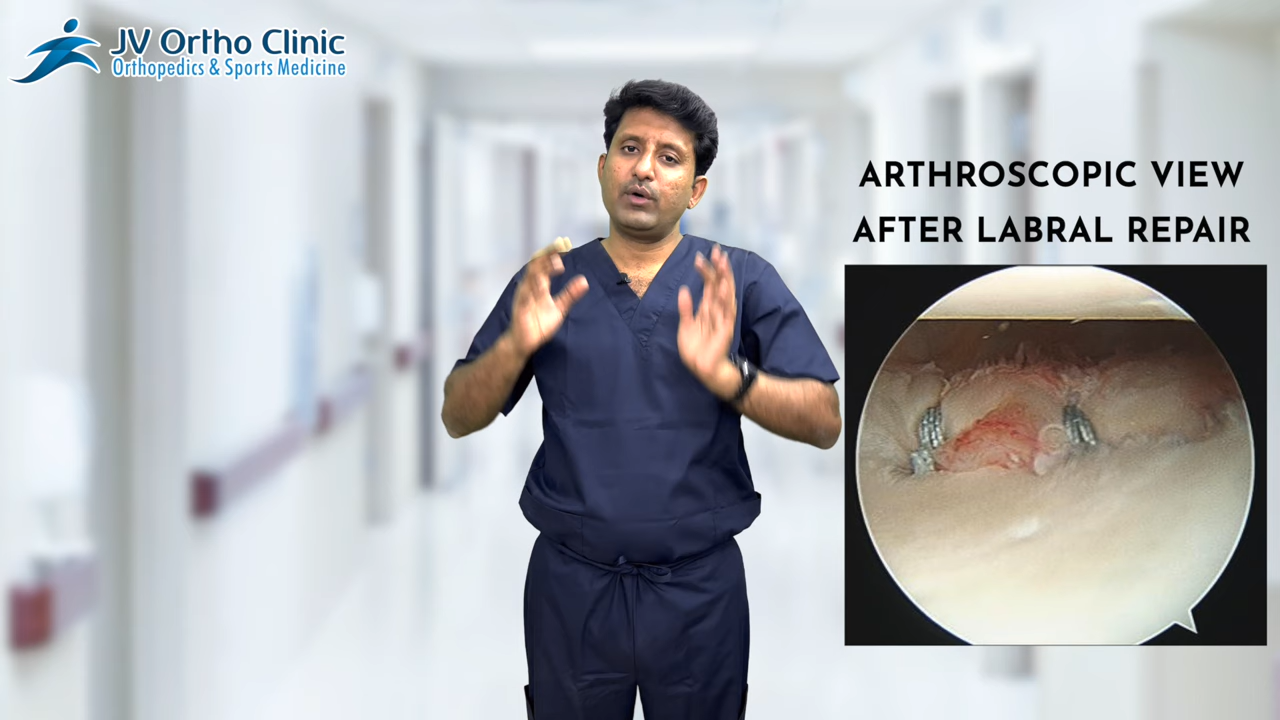 JV Ortho Clinic
Orthopedics & Sports Medicine
ARTHROSCOPIC VIEW
AFTER LABRAL REPAIR